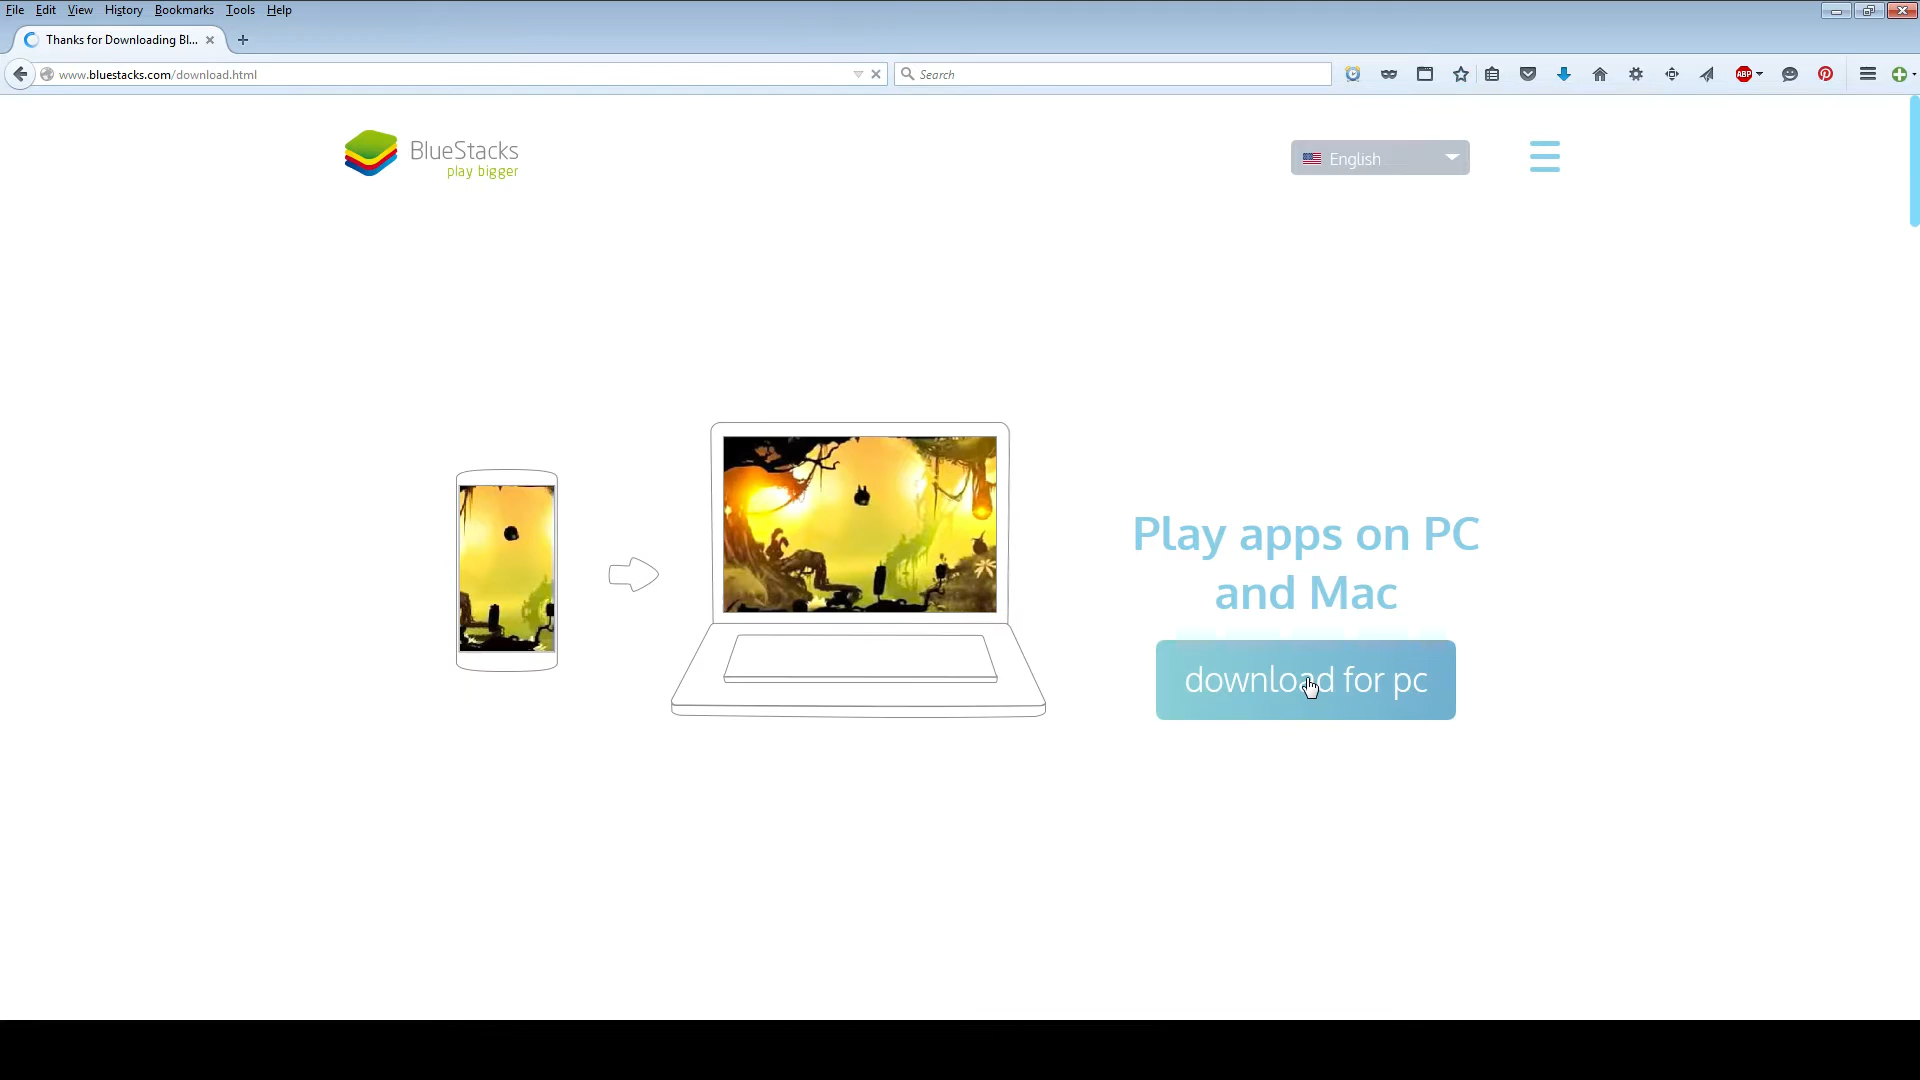 File Edit View History Bookmarks Tools Help
Thanks for Downloading Bl...
www.bluestacks.com/download.html
Search
ABP
BlueStacks
play bigger
English
Play apps on PC
and Mac
download for pc